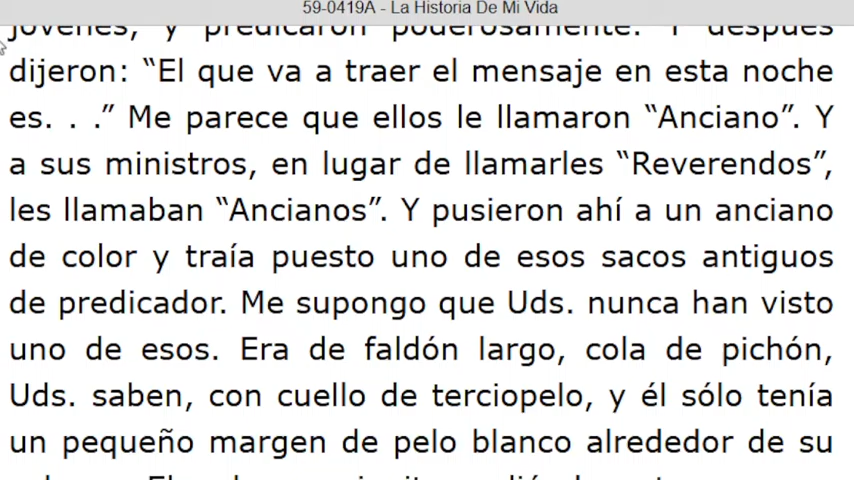 59-0419A - La Historia De Mi Vida
jóvenes, y predicaron poderosamente. Y después
dijeron: “El que va a traer el mensaje en esta noche
es. . .” Me parece que ellos le llamaron “Anciano”. Y
a sus ministros, en lugar de llamarles “Reverendos”,
les llamaban “Ancianos”. Y pusieron ahí a un anciano
de color y traía puesto uno de esos sacos antiguos
de predicador. Me supongo que Uds. nunca han visto
uno de esos. Era de faldón largo, cola de pichón,
Uds. saben, con cuello de terciopelo, y él sólo tenía
un pequeño margen de pelo blanco alrededor de su